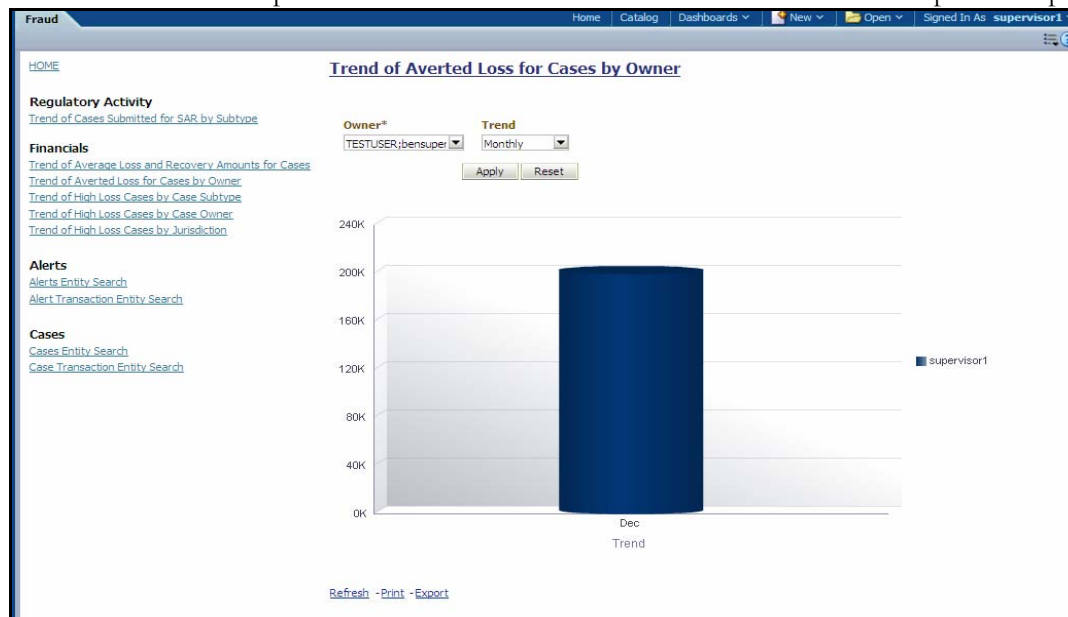 Fraud
Home Catalog Dashboards New Open Signed In As supervisor1
HOME
Regulatory Activity
Trend of Cases Submitted for SAR by Subtype
Financials
Trend of Average Loss and Recovery Amounts for Cases
Trend of Averted Loss for Cases by Owner
Trend of High Loss Cases by Case Subtype
Trend of High Loss Cases by Case Owner
Trend of High Loss Cases by Jurisdiction
Alerts
Alerts Entity Search
Alert Transaction Entity Search
Cases
Cases Entity Search
Case Transaction Entity Search
Trend of Averted Loss for Cases by Owner
Owner* Trend
TESTUSER;bensuper Monthly
Apply Reset
240K
200K
160K
120K
80K
40K
0K
Dec
Trend
supervisor1
Refresh - Print - Export